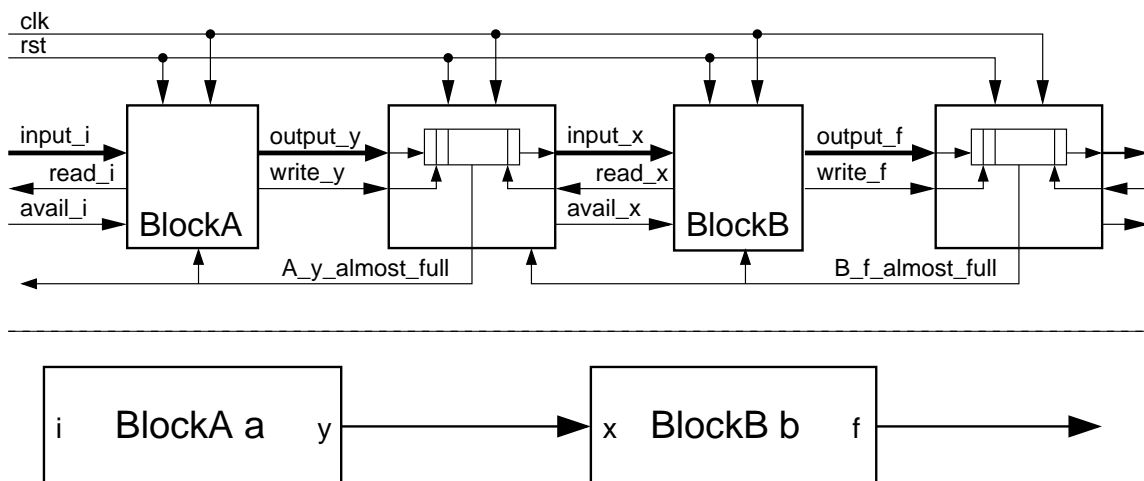 clk
rst
input_i
output_y
input_x
output_f
read_i
write_y
read_x
write_f
avail_i
BlockA
avail_x
BlockB
A_y_almost_full
B_f_almost_full
i
BlockA a
y
x
BlockB b
f